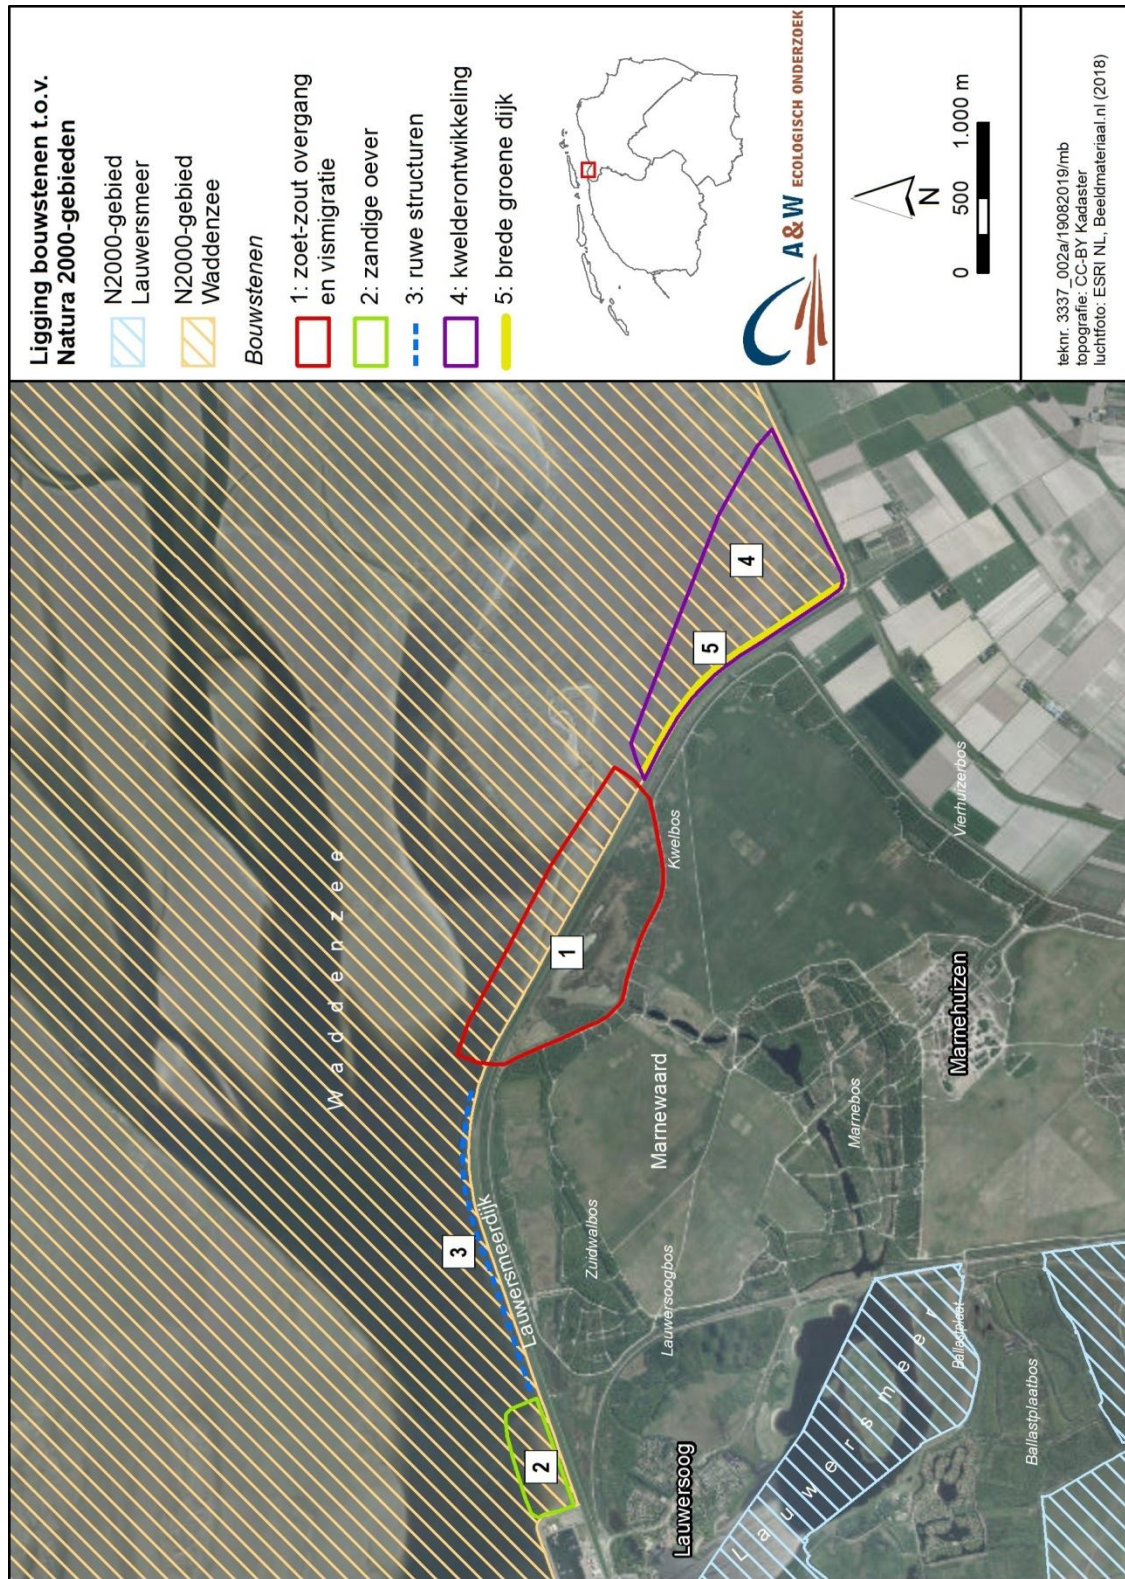 Ligging bouwstenen t.o.v.
Natura 2000-gebieden
N2000-gebied
Lauwersmeer
N2000-gebied
Waddenzee
Bouwstenen
1: zoet-zout overgang
en vismigratie
2: zandige oever
3: ruwe structuren
4: kwelderontwikkeling
5: brede groene dijk
A&W ECOLOGISCH ONDERZOEK
N
0 500 1.000 m
teknr. 3337_002a/19082019/mb
topografie: CC-BY Kadaster
luchtfoto: ESRI NL, Beeldmateriaal.nl (2018)
Waddenzee
3
2
1
4
5
Lauwersmeerdijk
Zuidwalbos
Lauwersoogbos
Lauwersoog
Marnewaard
Kwelbos
Marnebos
Marnehuizen
Vierhuizerbos
Lauwersmeer
Ballastplaat
Ballastplaatbos